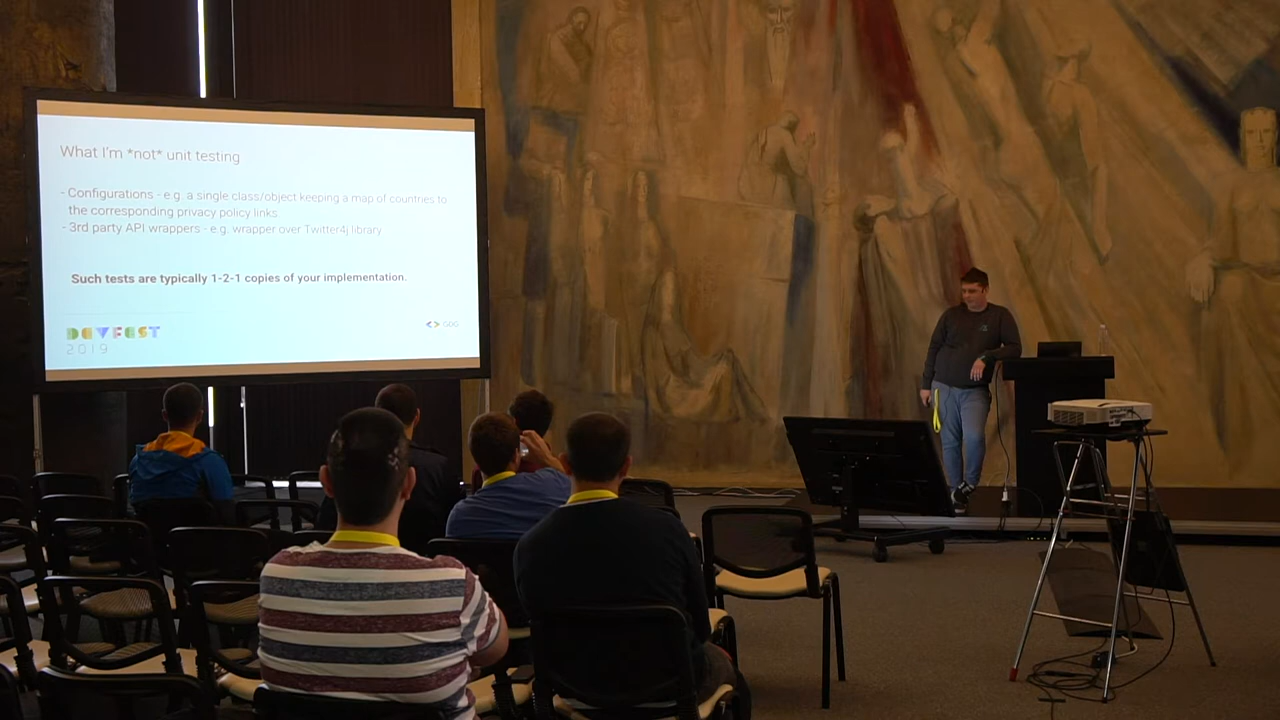 What I'm *not* unit testing
- Configurations - e.g. a single class/object keeping a map of countries to
the corresponding privacy policy links.
- 3rd party API wrappers - e.g. wrapper over Twitter4j library
Such tests are typically 1-2-1 copies of your implementation.
DEVFEST
2019
GDG